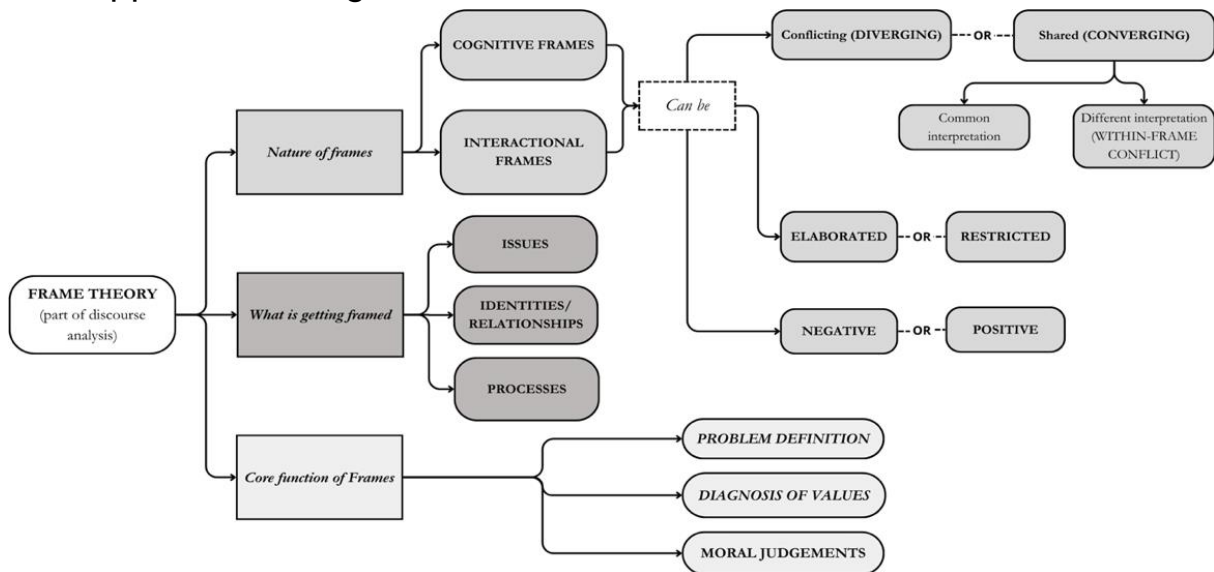 COGNITIVE FRAMES
INTERACTIONAL
FRAMES
Can be
Conflicting (DIVERGING)
OR
Shared (CONVERGING)
Common
interpretation
Different interpretation
(WITHIN-FRAME
CONFLICT)
Nature of frames
ELABORATED
OR
RESTRICTED
NEGATIVE
OR
POSITIVE
FRAME THEORY
(part of discourse
analysis)
What is getting framed
ISSUES
IDENTITIES/
RELATIONSHIPS
PROCESSES
Core function of Frames
PROBLEM DEFINITION
DIAGNOSIS OF VALUES
MORAL JUDGEMENTS